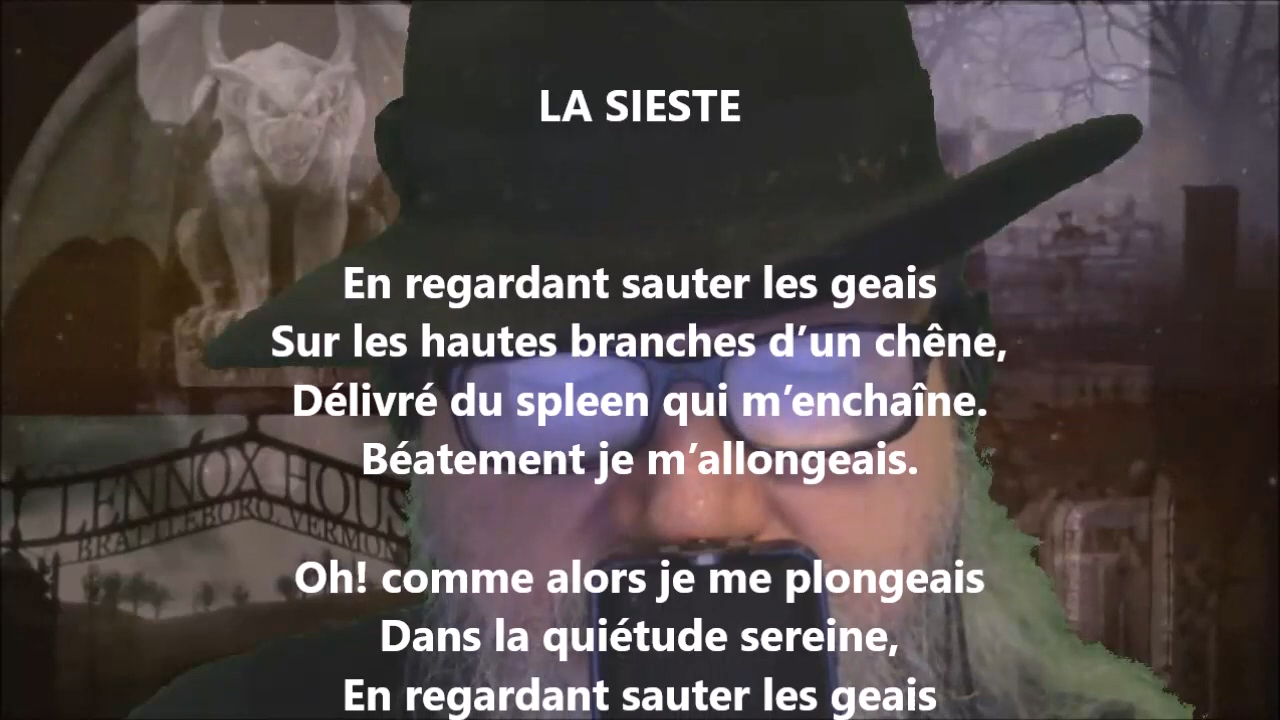 LA SIESTE
En regardant sauter les geais
Sur les hautes branches d’un chêne,
Délivré du spleen qui m’enchaîne.
Béatement je m’allongeais.
Oh! comme alors je me plongeais
Dans la quiétude sereine,
En regardant sauter les geais
LENNOX HOUS
BRATTLEBORO, VERMON